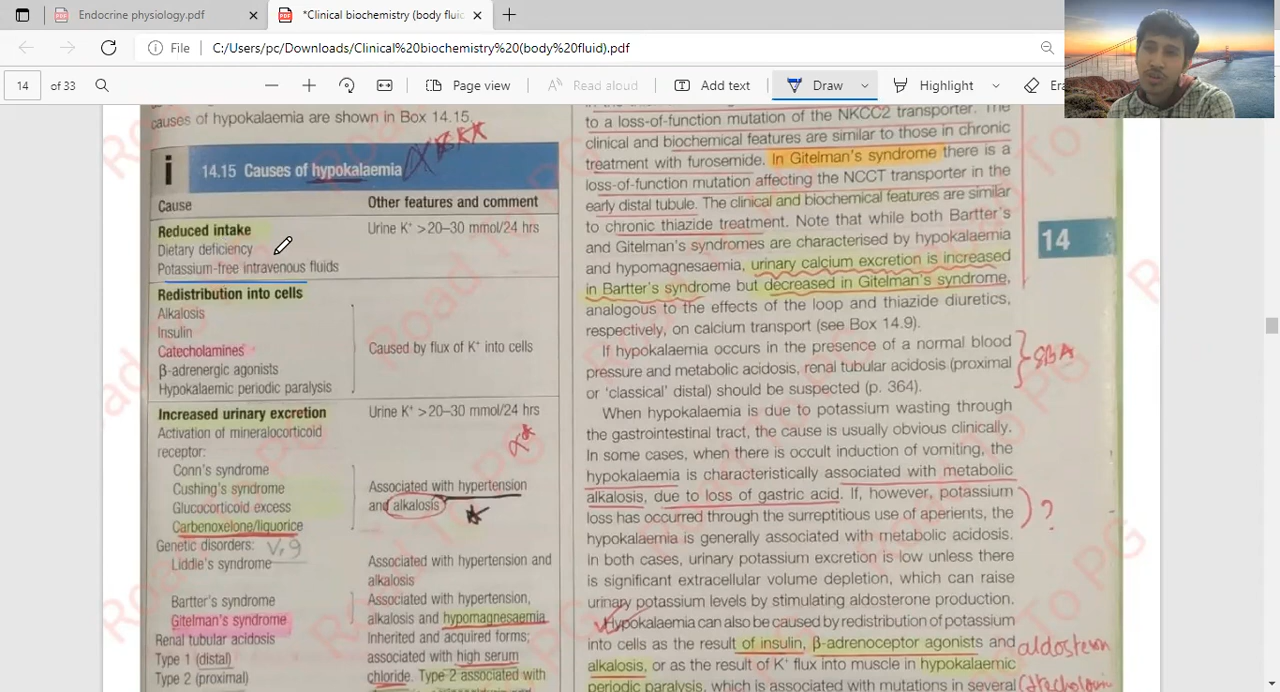 Endocrine physiology.pdf
*Clinical biochemistry (body fluid
File
C:/Users/pc/Downloads/Clinical%20biochemistry%20(body%20fluid).pdf
14
of 33
Page view
Read aloud
Add text
Draw
Highlight
Era
causes of hypokalaemia are shown in Box 14.15.
i
14.15 Causes of hypokalaemia
Cause
Other features and comment
Reduced intake
Urine K+ >20–30 mmol/24 hrs
Dietary deficiency
Potassium-free intravenous fluids
Redistribution into cells
Alkalosis
Insulin
Catecholamines
Caused by flux of K+ into cells
β-adrenergic agonists
Hypokalaemic periodic paralysis
Increased urinary excretion
Urine K+ >20–30 mmol/24 hrs
Activation of mineralocorticoid
receptor:
Conn's syndrome
Cushing's syndrome
Associated with hypertension
Glucocorticoid excess
and alkalosis
Carbenoxelone/liquorice
Genetic disorders:
Liddle's syndrome
Associated with hypertension and
alkalosis
Bartter's syndrome
Associated with hypertension,
Gitelman's syndrome
alkalosis and hypomagnesaemia
Renal tubular acidosis
Inherited and acquired forms;
Type 1 (distal)
associated with high serum
Type 2 (proximal)
chloride. Type 2 associated with
to a loss-of-function mutation of the NKCC2 transporter. The
clinical and biochemical features are similar to those in chronic
treatment with furosemide. In Gitelman's syndrome there is a
loss-of-function mutation affecting the NCCT transporter in the
early distal tubule. The clinical and biochemical features are similar
to chronic thiazide treatment. Note that while both Bartter's
and Gitelman's syndromes are characterised by hypokalaemia
and hypomagnesaemia, urinary calcium excretion is increased
in Bartter's syndrome but decreased in Gitelman's syndrome,
analogous to the effects of the loop and thiazide diuretics,
respectively, on calcium transport (see Box 14.9).
If hypokalaemia occurs in the presence of a normal blood
pressure and metabolic acidosis, renal tubular acidosis (proximal
or 'classical' distal) should be suspected (p. 364).
SBA
When hypokalaemia is due to potassium wasting through
the gastrointestinal tract, the cause is usually obvious clinically.
In some cases, when there is occult induction of vomiting, the
hypokalaemia is characteristically associated with metabolic
alkalosis, due to loss of gastric acid. If, however, potassium
loss has occurred through the surreptitious use of aperients, the
?
hypokalaemia is generally associated with metabolic acidosis.
In both cases, urinary potassium excretion is low unless there
is significant extracellular volume depletion, which can raise
urinary potassium levels by stimulating aldosterone production.
Hypokalaemia can also be caused by redistribution of potassium
into cells as the result of insulin, β-adrenoceptor agonists and
aldosteron
alkalosis, or as the result of K+ flux into muscle in hypokalaemic
periodic paralysis, which is associated with mutations in several
14
Road To PG